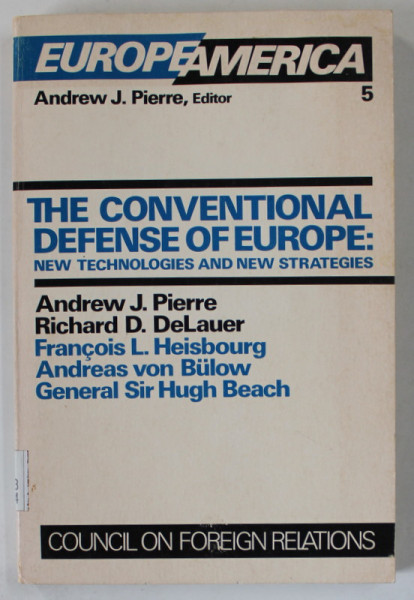 EUROPE/AMERICA
Andrew J. Pierre, Editor 5
THE CONVENTIONAL
DEFENSE OF EUROPE:
NEW TECHNOLOGIES AND NEW STRATEGIES
Andrew J. Pierre
Richard D. DeLauer
François L. Heisbourg
Andreas von Bülow
General Sir Hugh Beach
COUNCIL ON FOREIGN RELATIONS